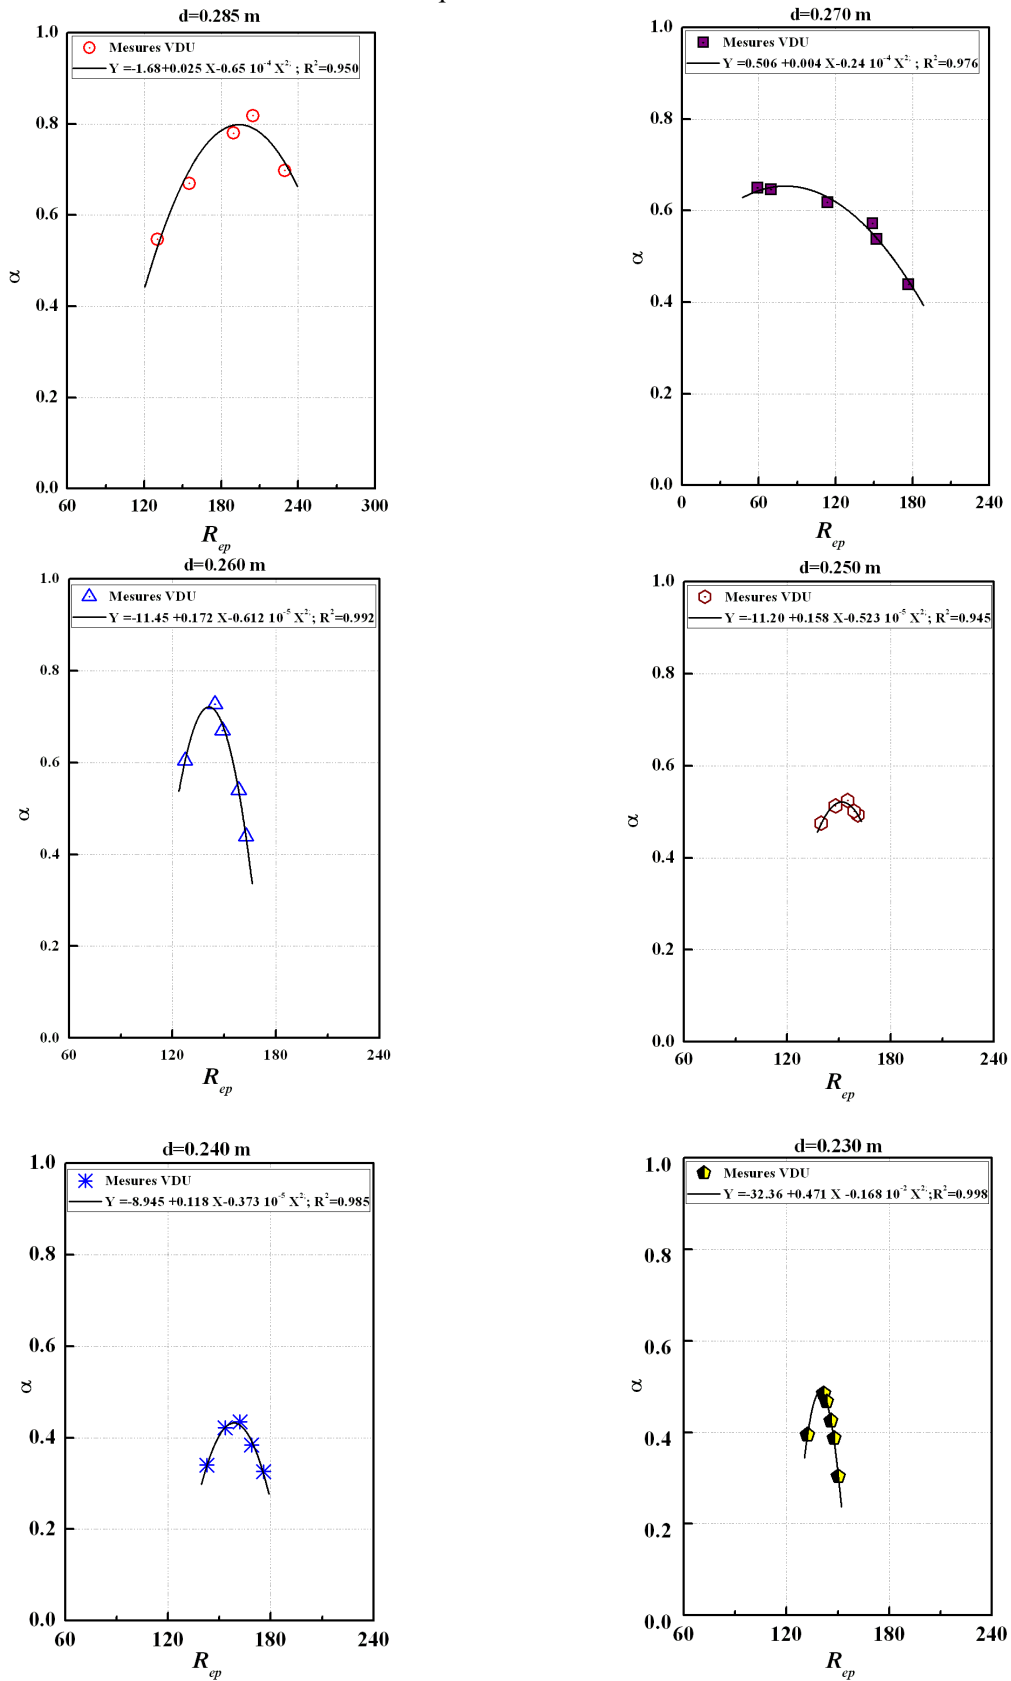 d=0.285 m
1.0
Mesures VDU
Y =-1.68+0.025 X-0.65 10⁻⁴ X²· ; R²=0.950
0.8
0.6
α
0.4
0.2
0.0
60 120 180 240 300
R_ep
d=0.270 m
1.0
Mesures VDU
Y =0.506 +0.004 X-0.24 10⁻⁴ X²· ; R²=0.976
0.8
0.6
α
0.4
0.2
0.0
0 60 120 180 240
R_ep
d=0.260 m
1.0
Mesures VDU
Y =-11.45 +0.172 X-0.612 10⁻⁵ X²·; R²=0.992
0.8
0.6
α
0.4
0.2
0.0
60 120 180 240
R_ep
d=0.250 m
1.0
Mesures VDU
Y =-11.20 +0.158 X-0.523 10⁻⁵ X²·; R²=0.945
0.8
0.6
α
0.4
0.2
0.0
60 120 180 240
R_ep
d=0.240 m
1.0
Mesures VDU
Y =-8.945 +0.118 X-0.373 10⁻⁵ X²·; R²=0.985
0.8
0.6
α
0.4
0.2
0.0
60 120 180 240
R_ep
d=0.230 m
1.0
Mesures VDU
Y =-32.36 +0.471 X -0.168 10⁻² X²·;R²=0.998
0.8
0.6
α
0.4
0.2
0.0
60 120 180 240
R_ep